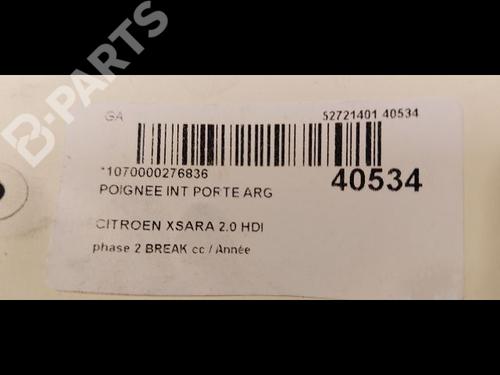 B-PARTS
GA
52721401 40534
*1070000276836
40534
POIGNEE INT PORTE ARG
CITROEN XSARA 2.0 HDI
phase 2 BREAK cc / Année